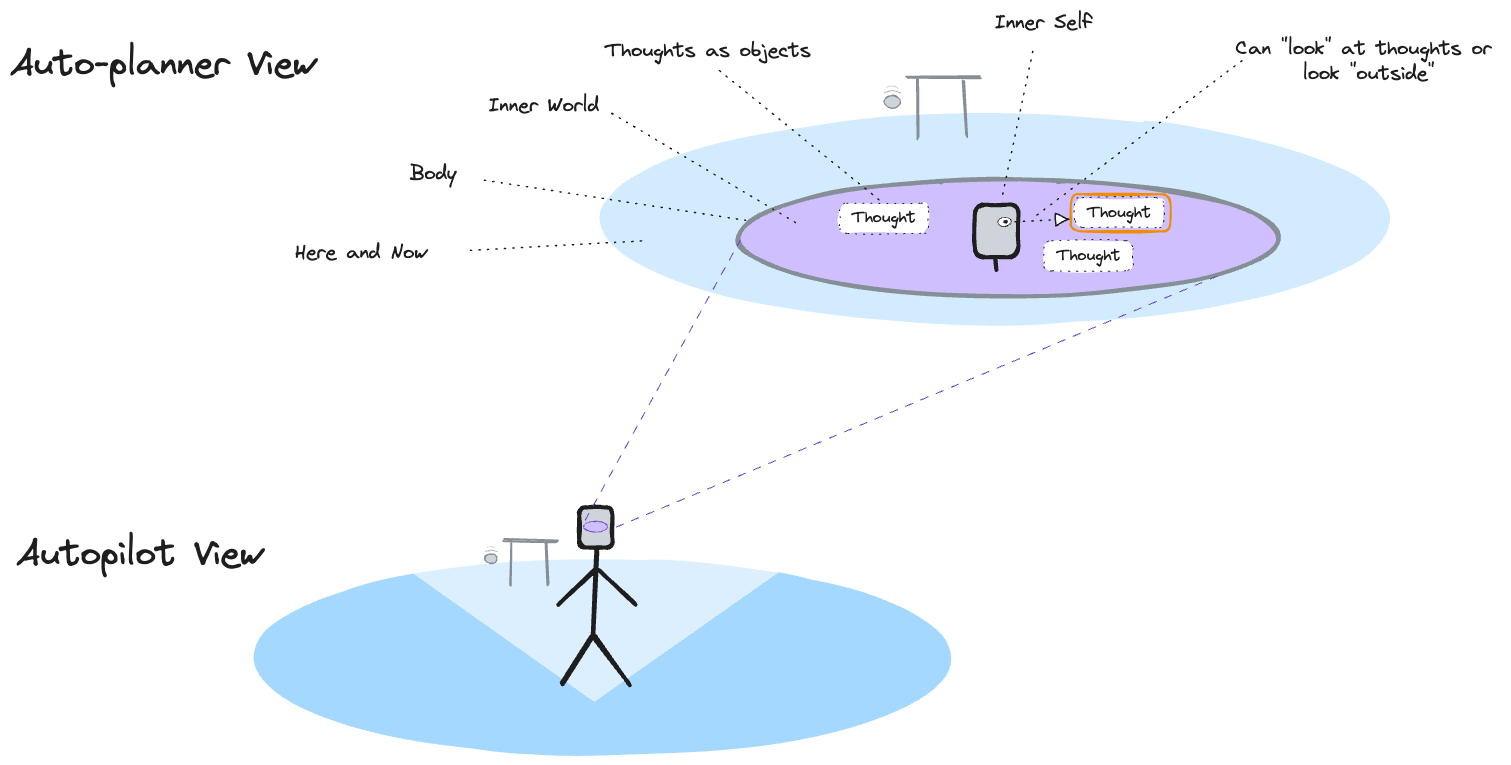 Inner Self
Thoughts as objects
Can "look" at thoughts or
look "outside"
Auto-planner View
Inner World
Body
Here and Now
Thought
Thought
Thought
Autopilot View